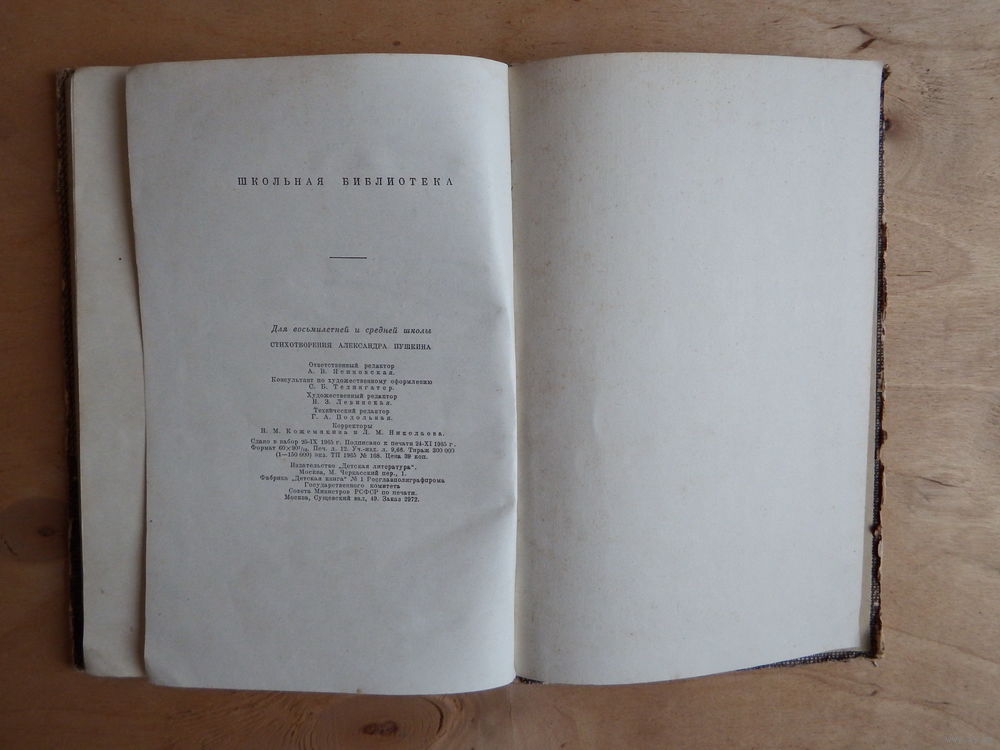 ШКОЛЬНАЯ БИБЛИОТЕКА
Для восьмилетней и средней школы
СТИХОТВОРЕНИЯ АЛЕКСАНДРА ПУШКИНА
Ответственный редактор
А. В. Ясиновская.
Консультант по художественному оформлению
С. Б. Телингатер.
Художественный редактор
Н. З. Левинская.
Технический редактор
Г. А. Подольная.
Корректоры
Н. М. Кожемякина и Л. М. Николаева.
Сдано в набор 25-IX 1965 г. Подписано к печати 24-XI 1965 г.
Формат 60×90¹/₁₆. Печ. л. 12. Уч.-изд. л. 9,66. Тираж 300 000
(1—150 000) экз. ТП 1965 № 168. Цена 39 коп.
Издательство „Детская литература“.
Москва, М. Черкасский пер., 1.
Фабрика „Детская книга“ № 1 Росглавполиграфпрома
Государственного комитета
Совета Министров РСФСР по печати.
Москва, Сущевский вал, 49. Заказ 2972.